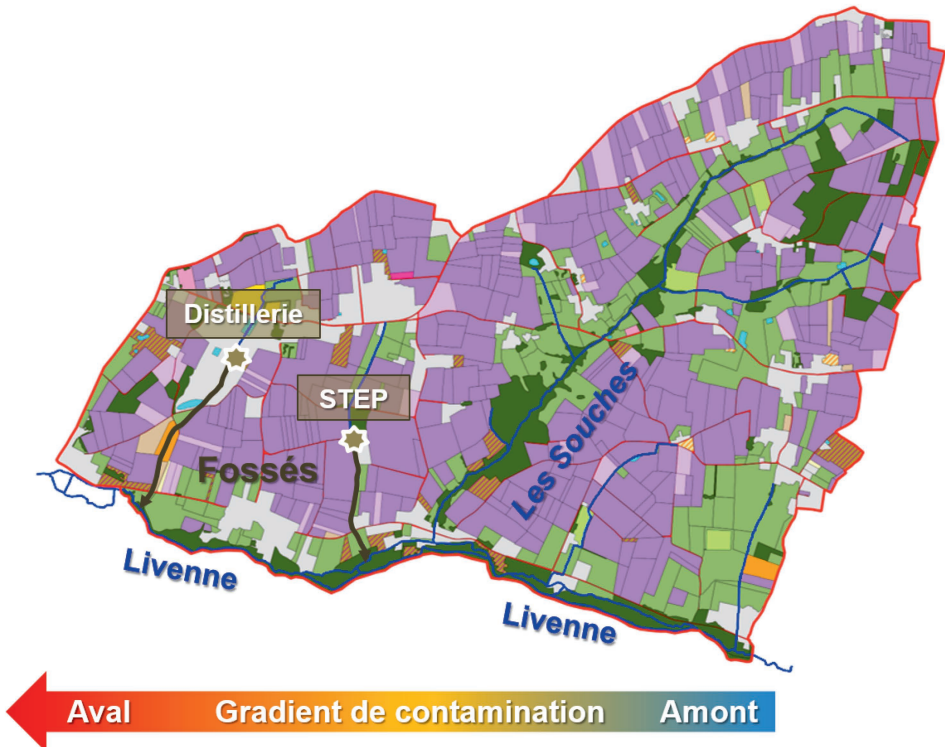 Distillerie
STEP
Les Souches
Fossés
Livenne
Livenne
Aval Gradient de contamination Amont